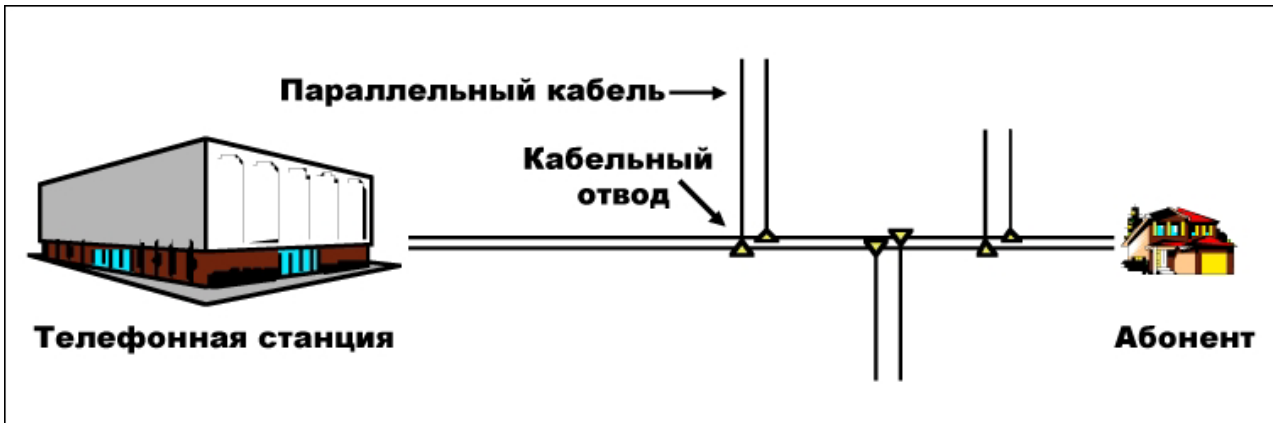 Параллельный кабель
Кабельный
отвод
Телефонная станция
Абонент